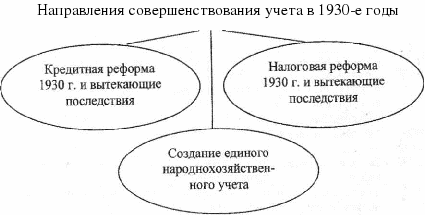 Направления совершенствования учета в 1930-е годы
Кредитная реформа
1930 г. и вытекающие
последствия
Налоговая реформа
1930 г. и вытекающие
последствия
Создание единого
народнохозяйствен-
ного учета